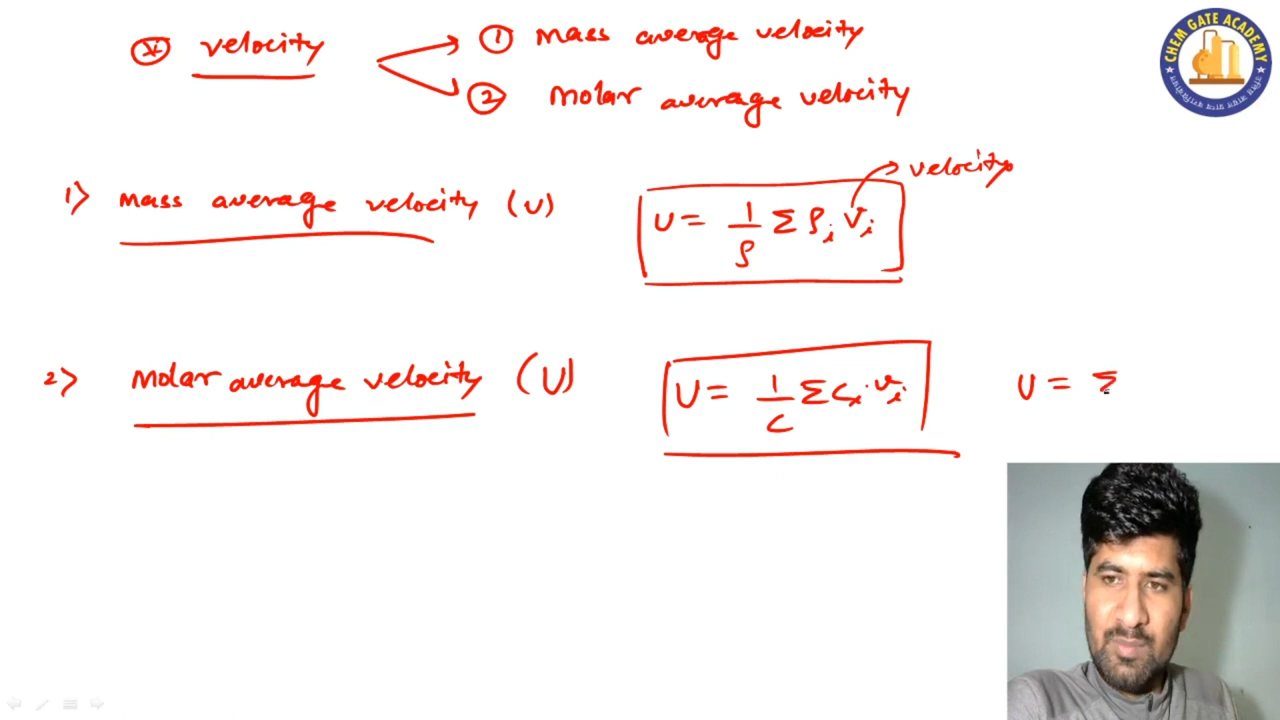 * velocity
① mass average velocity
② molar average velocity
CHEM GATE ACADEMY
1) mass average velocity (u)
u = 1/ρ Σ ρi vi
velocity
2) molar average velocity (U)
U = 1/C Σ ci vi
U = Σ